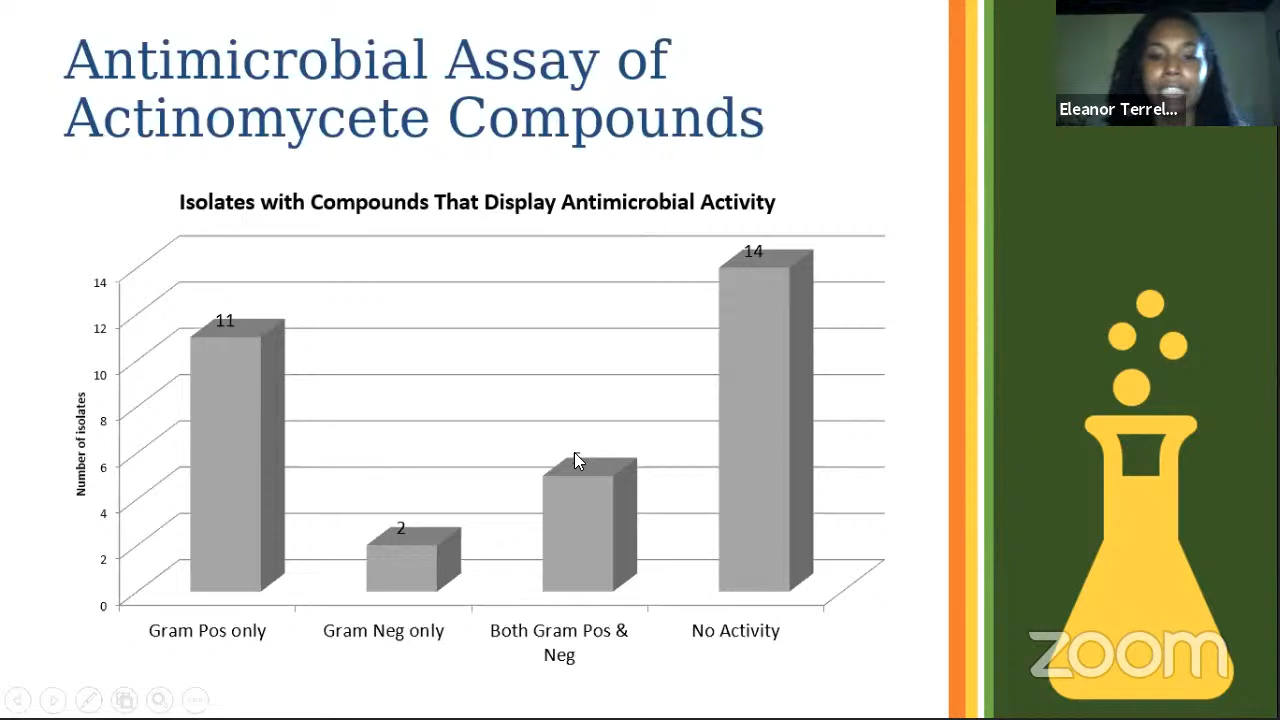 Antimicrobial Assay of
Actinomycete Compounds
Eleanor Terrel...
Isolates with Compounds That Display Antimicrobial Activity
Number of isolates
14
12
10
8
6
4
2
0
11
2
14
Gram Pos only
Gram Neg only
Both Gram Pos &
Neg
No Activity
zoom